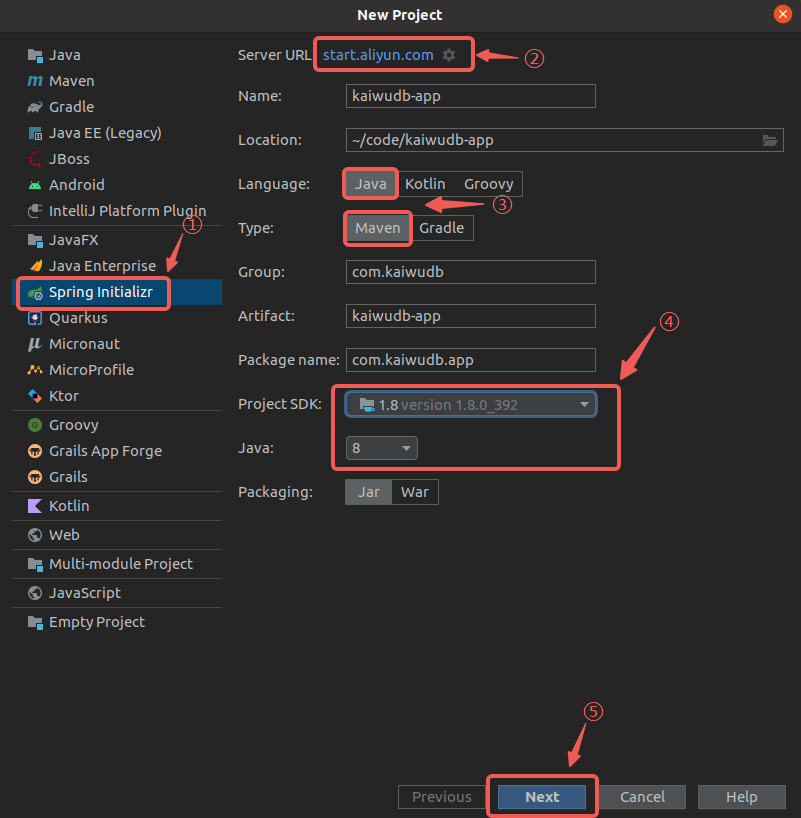 New Project
Java
Maven
Gradle
Java EE (Legacy)
JBoss
Android
IntelliJ Platform Plugin
①
JavaFX
Java Enterprise
Spring Initializr
Quarkus
Micronaut
MicroProfile
Ktor
Groovy
Grails App Forge
Grails
Kotlin
Web
Multi-module Project
JavaScript
Empty Project
Server URL start.aliyun.com ②
Name: kaiwudb-app
Location: ~/code/kaiwudb-app
Language: Java Kotlin Groovy
③
Type: Maven Gradle
Group: com.kaiwudb
Artifact: kaiwudb-app
④
Package name: com.kaiwudb.app
Project SDK: 1.8 version 1.8.0_392
Java: 8
Packaging: Jar War
⑤
Previous Next Cancel Help